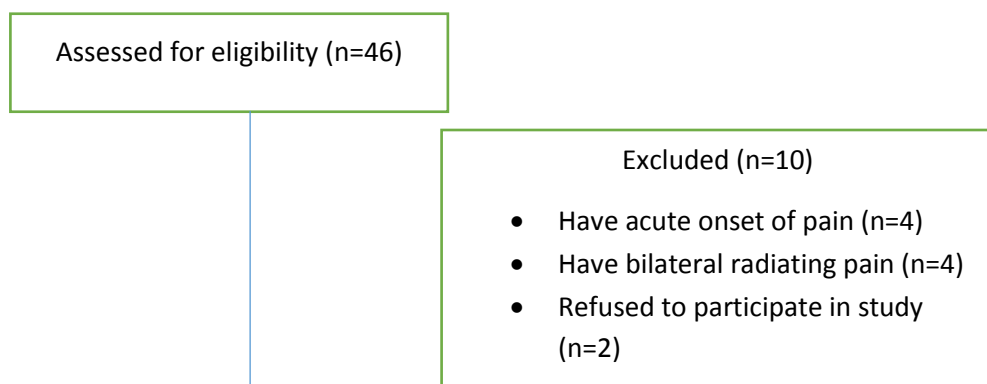 Assessed for eligibility (n=46)
Excluded (n=10)
• Have acute onset of pain (n=4)
• Have bilateral radiating pain (n=4)
• Refused to participate in study
(n=2)